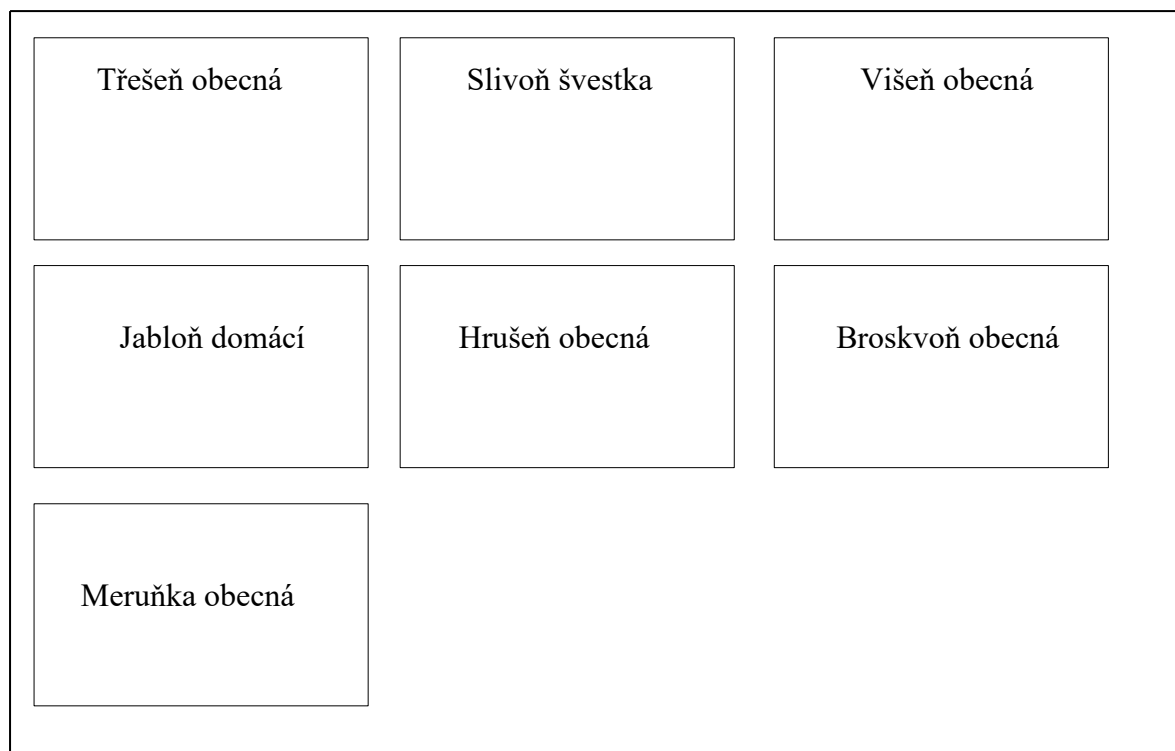 Třešeň obecná
Slivoň švestka
Višeň obecná
Jabloň domácí
Hrušeň obecná
Broskvoň obecná
Meruňka obecná